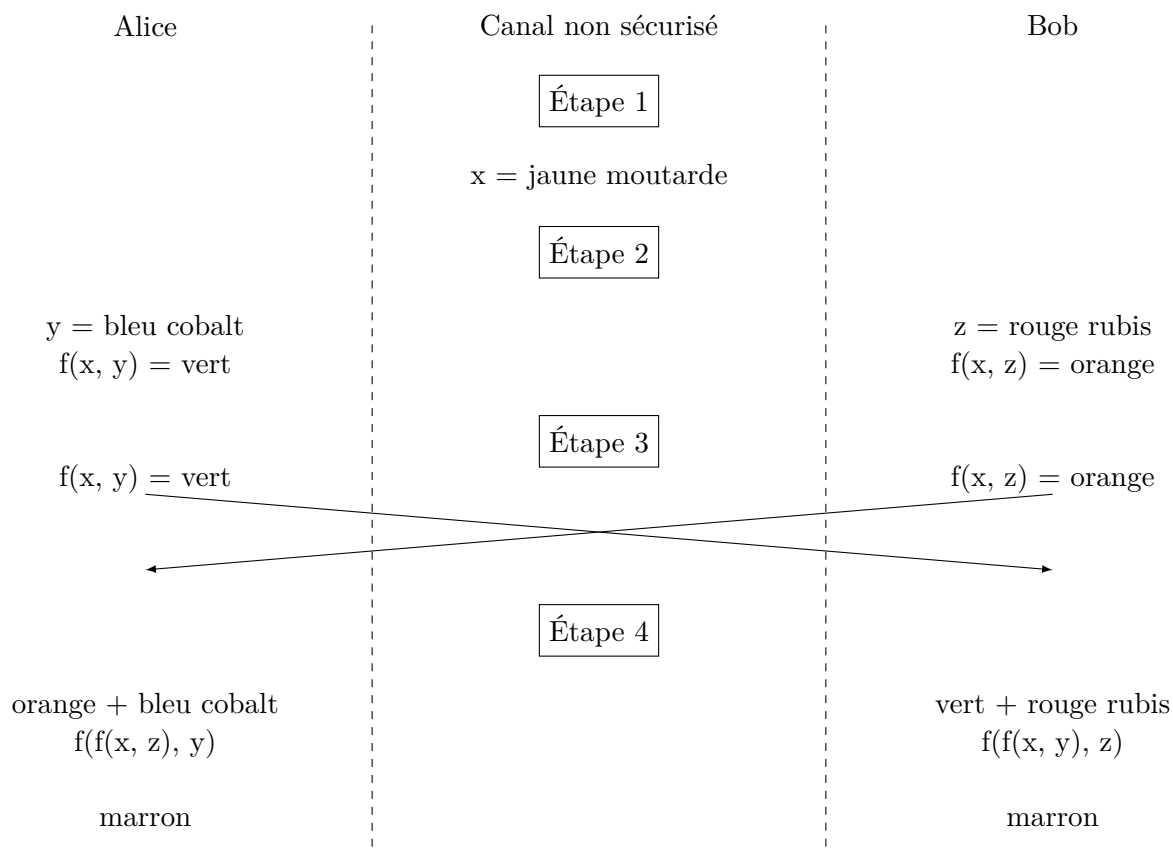 Alice
Canal non sécurisé
Bob
Étape 1
x = jaune moutarde
Étape 2
y = bleu cobalt
z = rouge rubis
f(x, y) = vert
f(x, z) = orange
Étape 3
f(x, y) = vert
f(x, z) = orange
Étape 4
orange + bleu cobalt
vert + rouge rubis
f(f(x, z), y)
f(f(x, y), z)
marron
marron